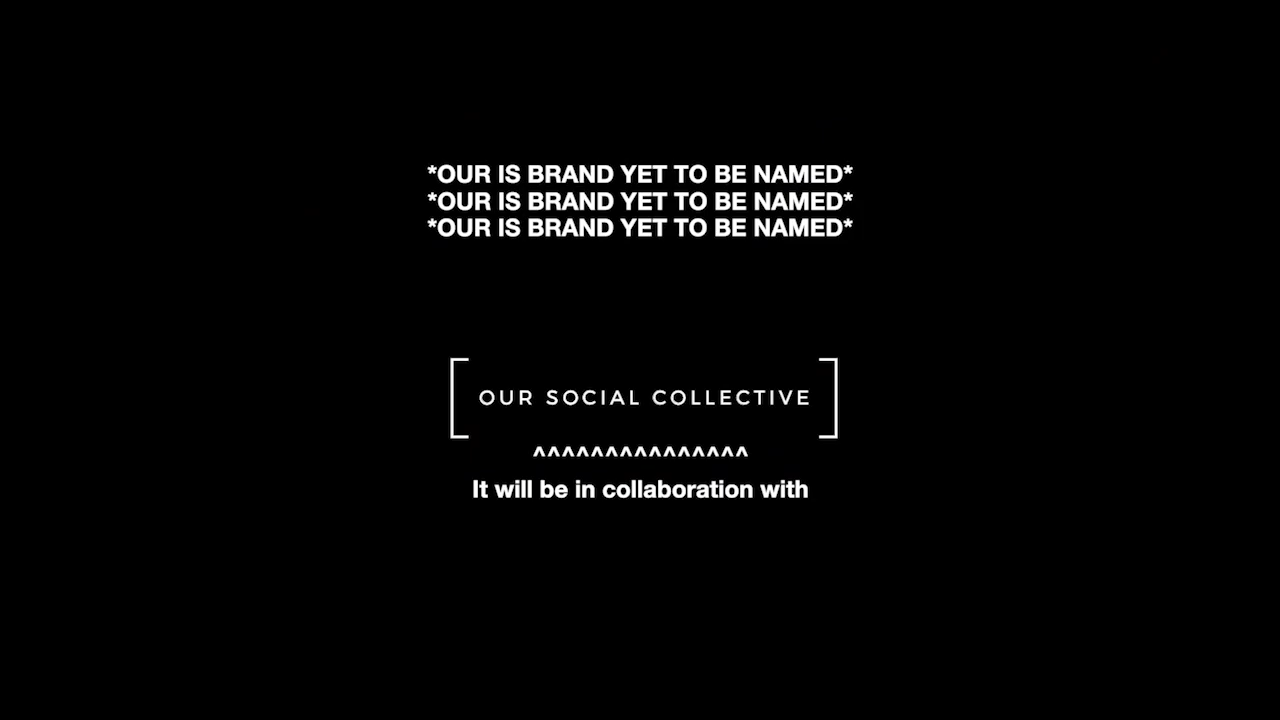 *OUR IS BRAND YET TO BE NAMED*
*OUR IS BRAND YET TO BE NAMED*
*OUR IS BRAND YET TO BE NAMED*
OUR SOCIAL COLLECTIVE
^^^^^^^^^^^^^^^
It will be in collaboration with